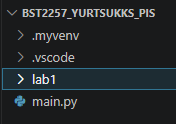 BST2257_YURTSUKKS_PIS
.myvenv
.vscode
lab1
main.py